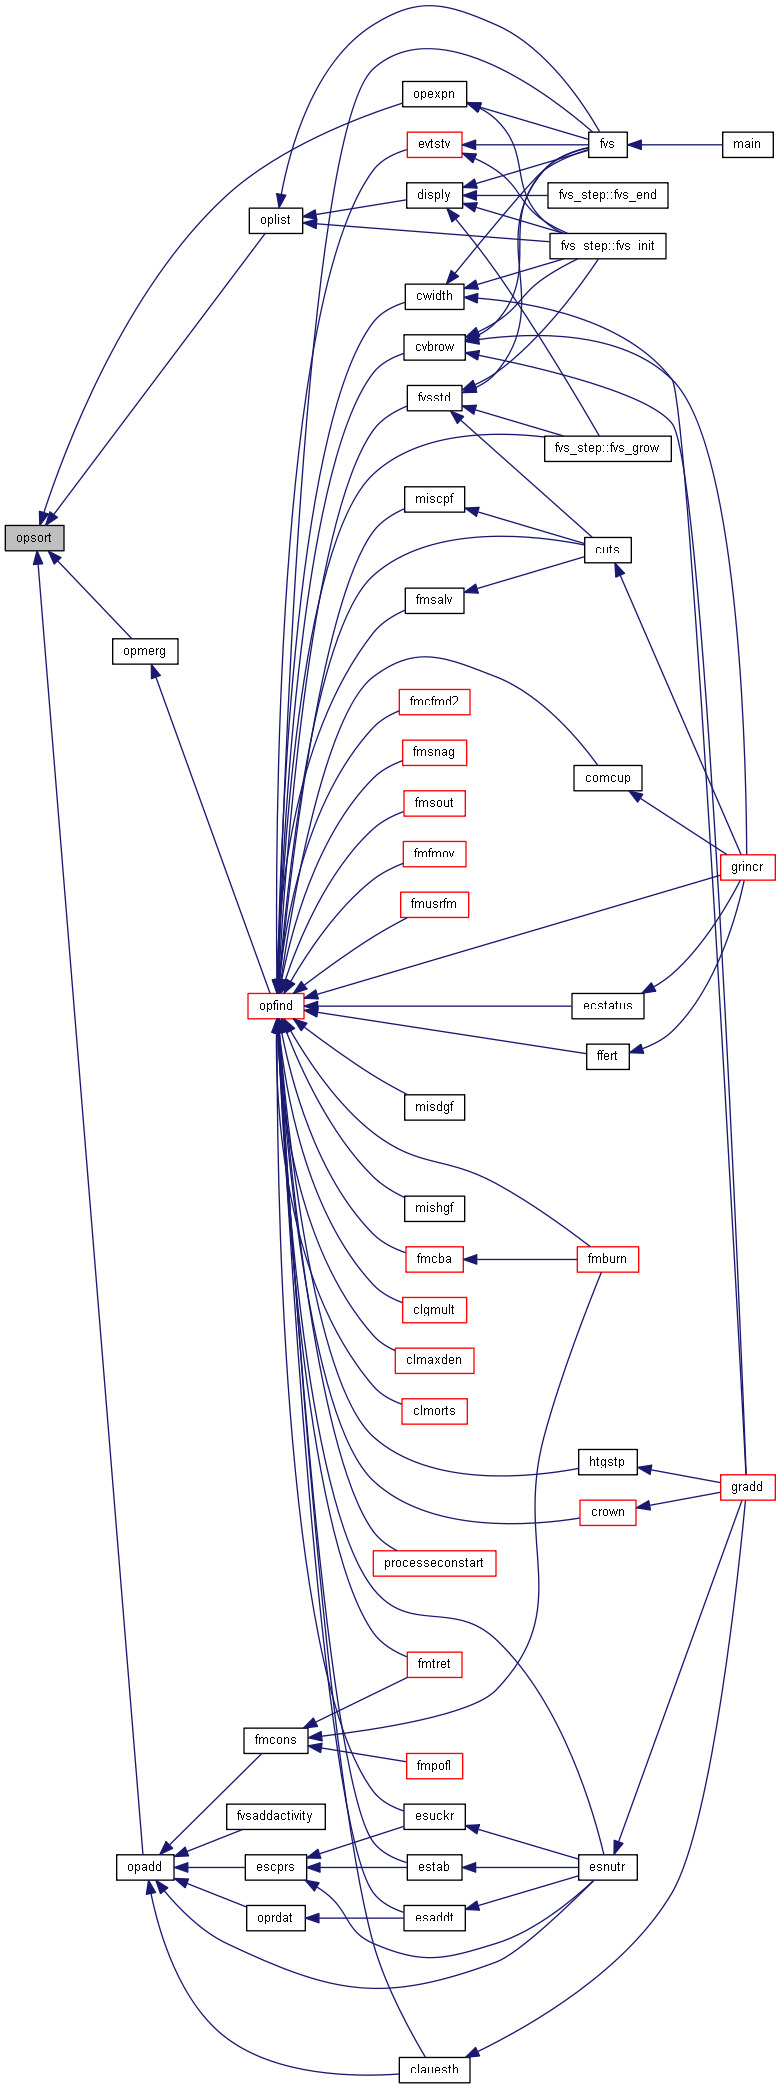 opexpn
evtstv
fvs
main
disply
fvs_step::fvs_end
oplist
fvs_step::fvs_init
cwidth
cvbrow
fvsstd
fvs_step::fvs_grow
miscpf
opsort
cuts
fmsalv
opmerg
fmcfmd2
fmsnag
comcup
fmsout
fmfmov
grincr
fmusrfm
opfind
ecstatus
ffert
misdgf
mishgf
fmcba
fmburn
clgmult
clmaxden
clmorts
htgstp
gradd
crown
processeconstart
fmtret
fmcons
fmpofl
fvsaddactivity
esuckr
opadd
escprs
estab
esnutr
oprdat
esaddt
clauestb